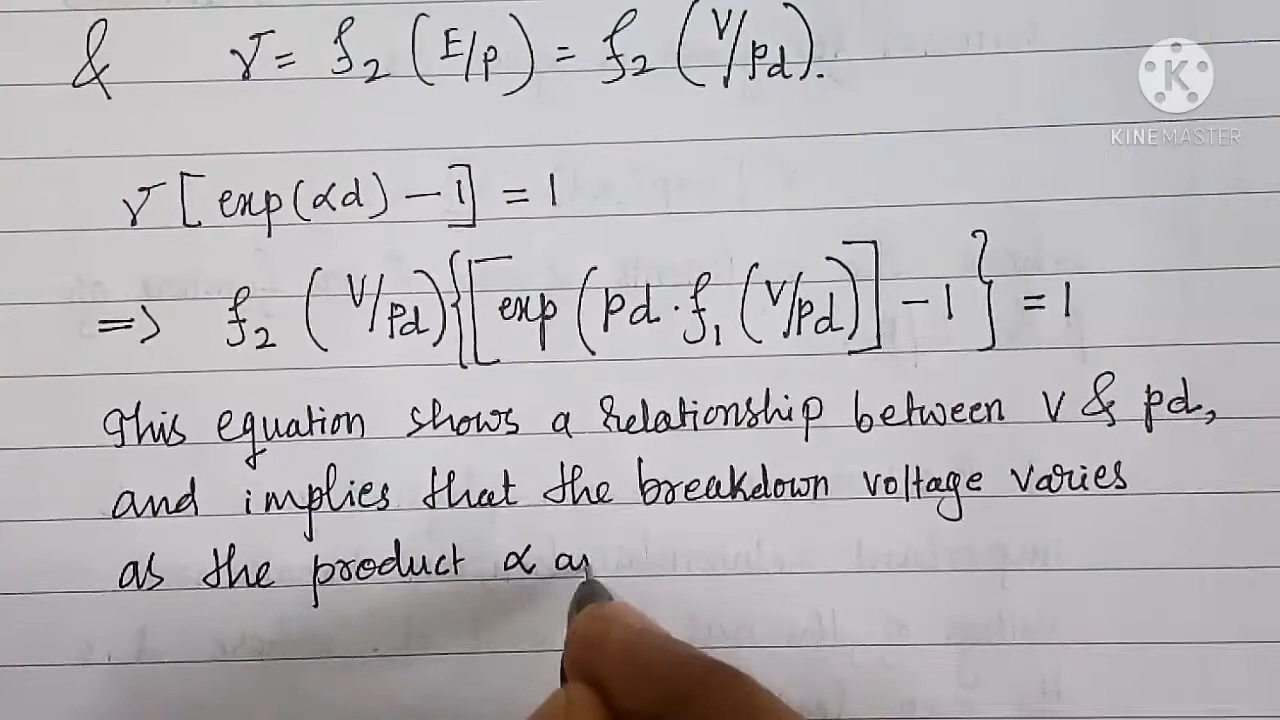 & γ = f₂ (E/p) = f₂ (V/pd).
K
KINEMASTER
γ [exp(αd) − 1] = 1
=> f₂ (V/pd) {[exp (pd · f₁ (V/pd)] − 1} = 1
This equation shows a relationship between V & pd,
and implies that the breakdown voltage varies
as the product α